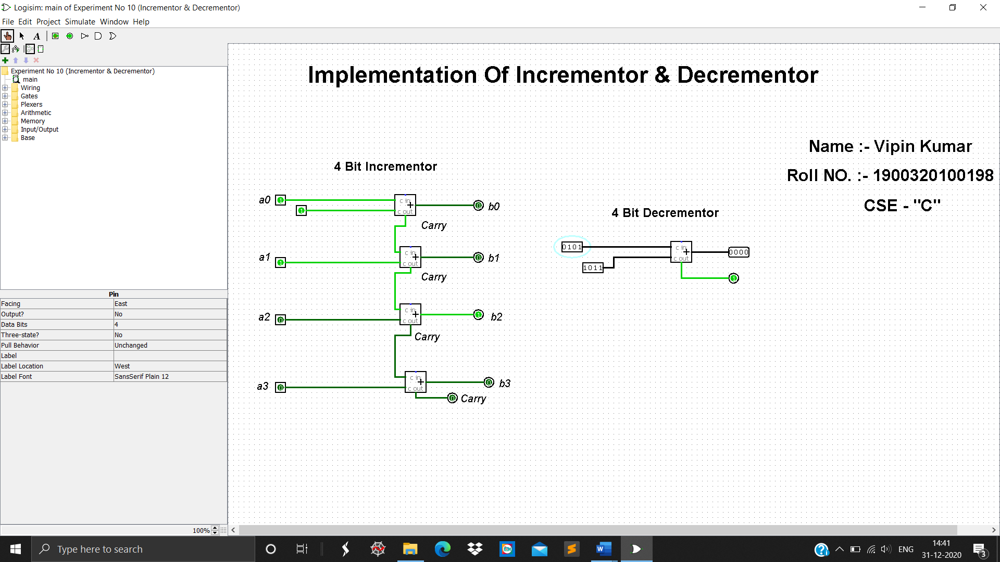 Logisim: main of Experiment No 10 (Incrementor & Decrementor)
File Edit Project Simulate Window Help
A
Experiment No 10 (Incrementor & Decrementor)
main
Wiring
Gates
Plexers
Arithmetic
Memory
Input/Output
Base
Pin
Facing East
Output? No
Data Bits 4
Three-state? No
Pull Behavior Unchanged
Label
Label Location West
Label Font SansSerif Plain 12
100%
Implementation Of Incrementor & Decrementor
Name :- Vipin Kumar
Roll NO. :- 1900320100198
CSE - "C"
4 Bit Incrementor
a0 1 c in b0
1 c out 0
Carry
a1 1 c in 0 b1
c out
Carry
a2 0 c in 1 b2
c out
Carry
a3 0 c in 0 b3
c out
0 Carry
4 Bit Decrementor
0101 c in 0000
1011 c out
1
Type here to search
W
ENG
14:41
31-12-2020
3